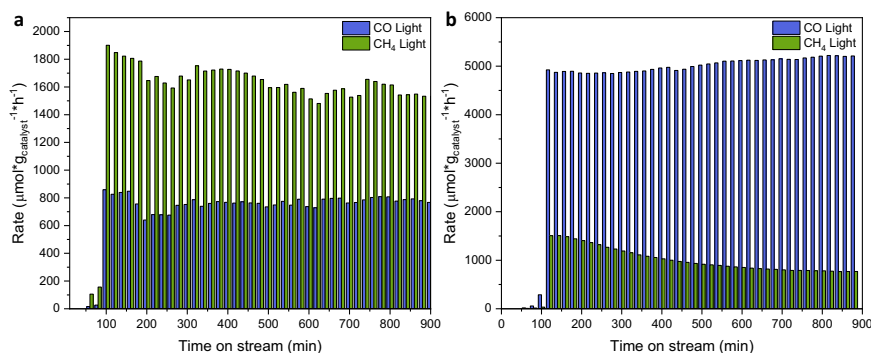 a
CO Light
CH₄ Light
2000
1800
1600
1400
1200
1000
800
600
400
200
0
Rate (μmol*g_catalyst⁻¹*h⁻¹)
100 200 300 400 500 600 700 800 900
Time on stream (min)
b
CO Light
CH₄ Light
6000
5000
4000
3000
2000
1000
0
Rate (μmol*g_catalyst⁻¹*h⁻¹)
0 100 200 300 400 500 600 700 800 900
Time on stream (min)